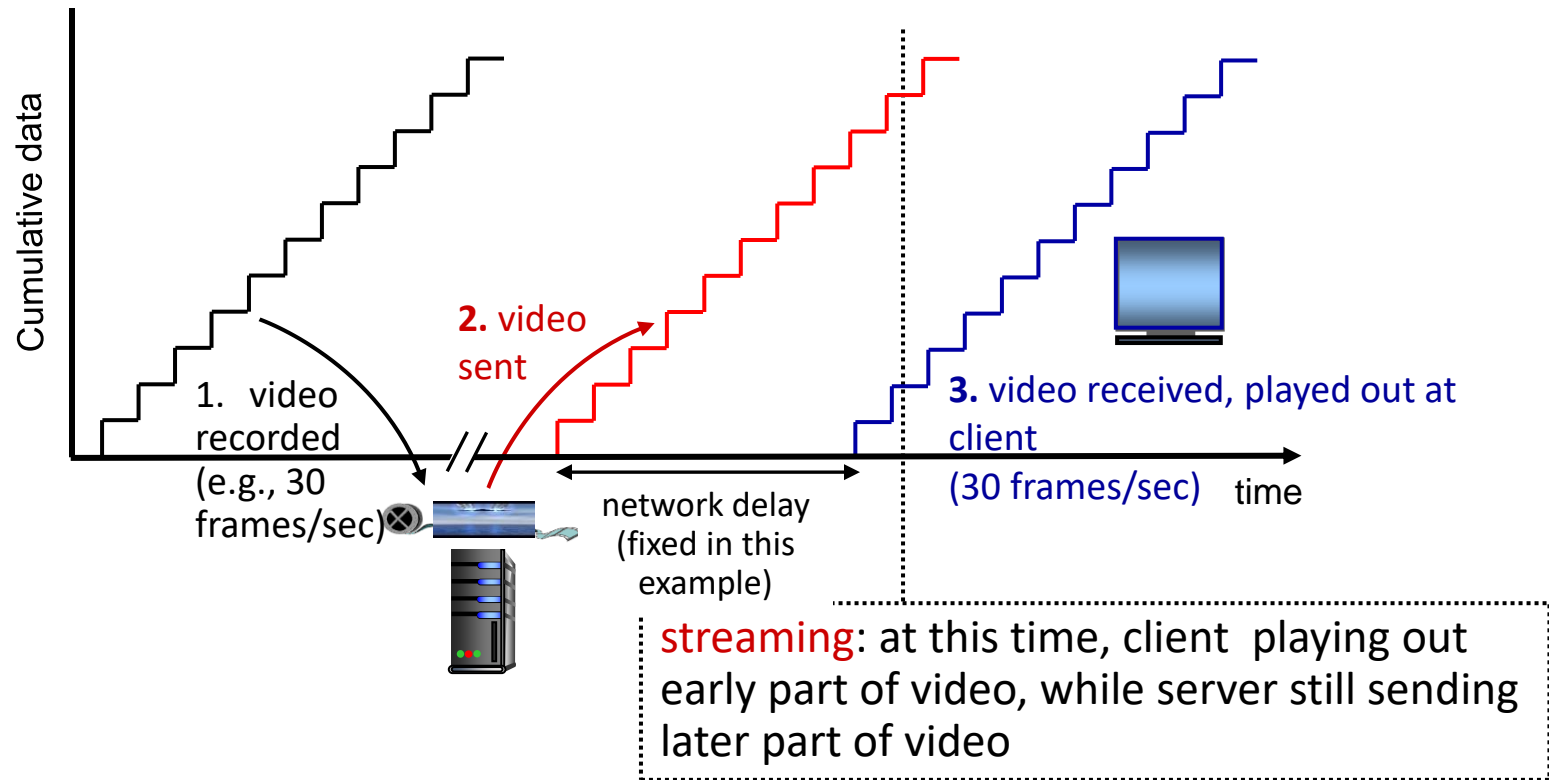 Cumulative data
1. video
recorded
(e.g., 30
frames/sec)
2. video
sent
3. video received, played out at
client
(30 frames/sec)
time
network delay
(fixed in this
example)
streaming: at this time, client playing out
early part of video, while server still sending
later part of video